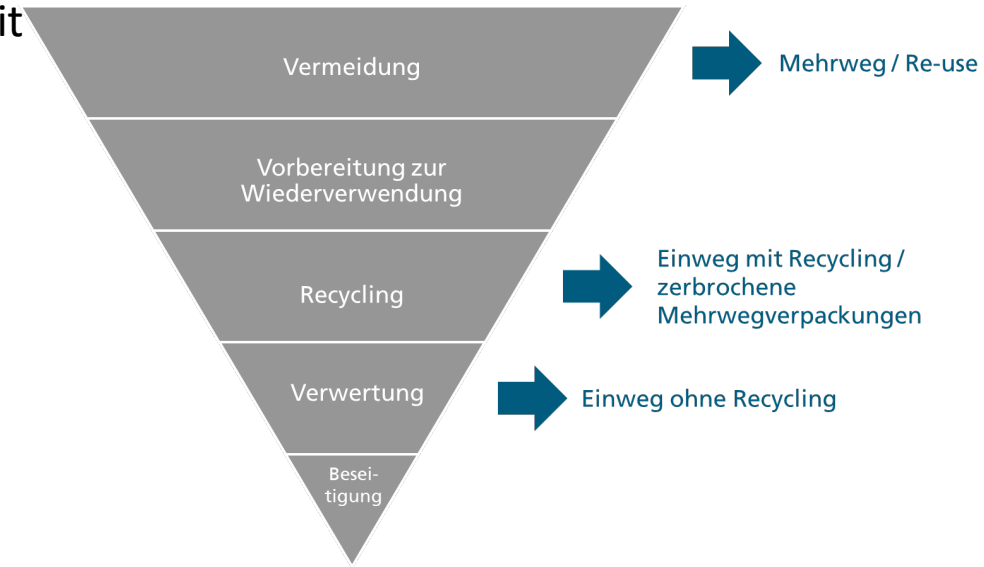 it
Vermeidung
Mehrweg / Re-use
Vorbereitung zur
Wiederverwendung
Recycling
Einweg mit Recycling /
zerbrochene
Mehrwegverpackungen
Verwertung
Einweg ohne Recycling
Besei-
tigung